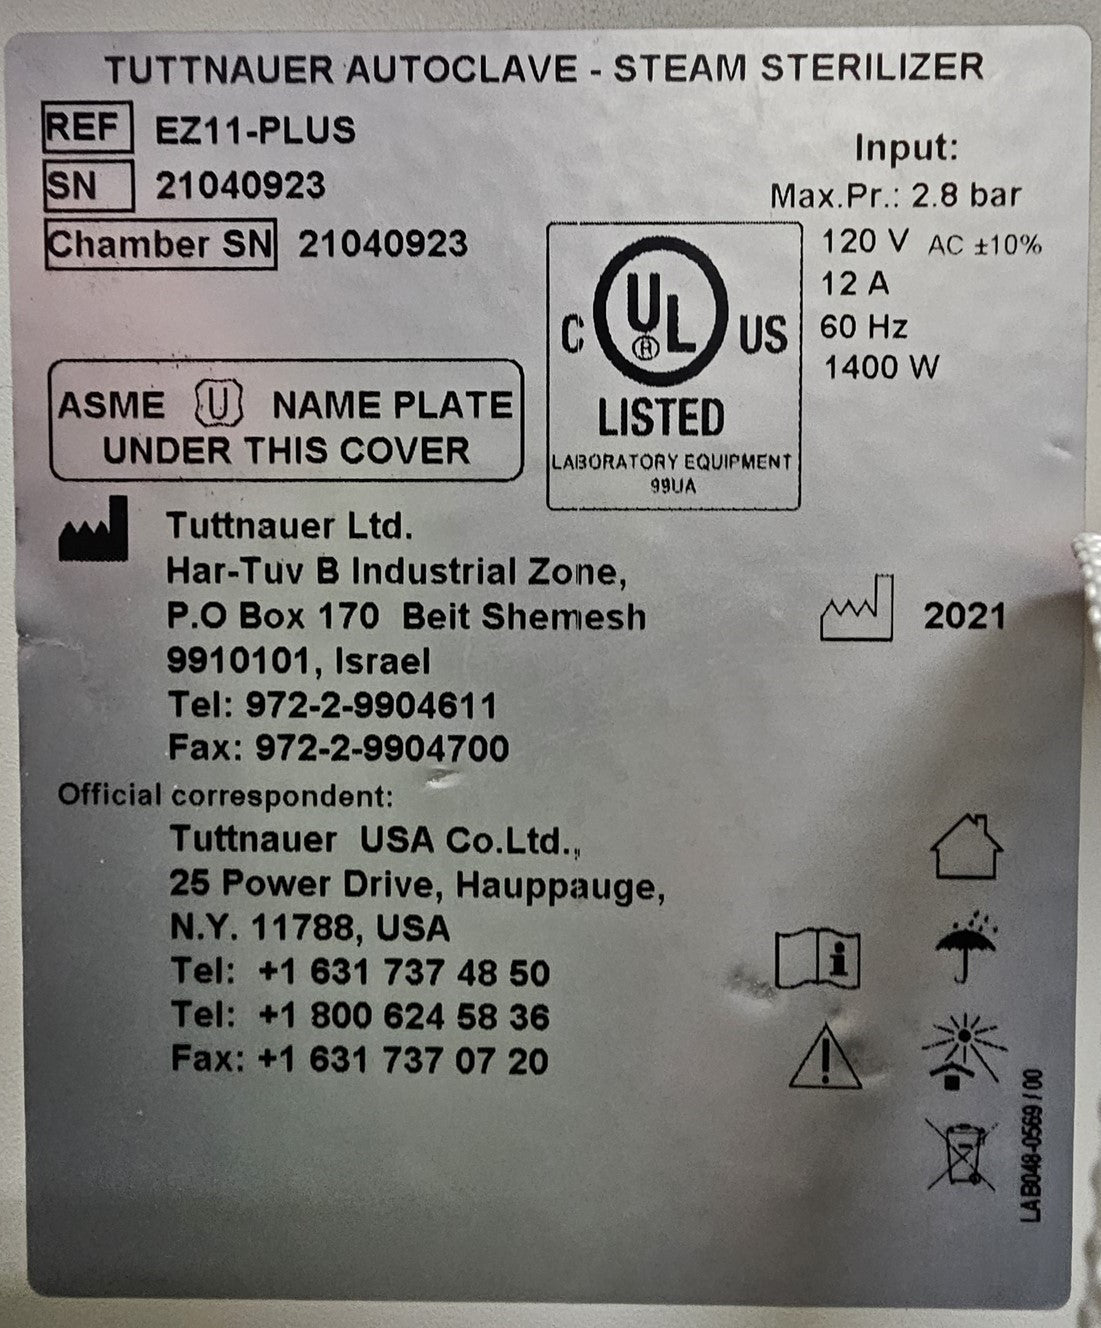 TUTTNAUER AUTOCLAVE - STEAM STERILIZER
REF EZ11-PLUS
SN 21040923
Chamber SN 21040923
Input:
Max.Pr.: 2.8 bar
120 V AC ±10%
12 A
60 Hz
1400 W
C UL ® US
LISTED
LABORATORY EQUIPMENT
99UA
ASME U NAME PLATE
UNDER THIS COVER
Tuttnauer Ltd.
Har-Tuv B Industrial Zone,
P.O Box 170 Beit Shemesh
9910101, Israel
Tel: 972-2-9904611
Fax: 972-2-9904700
2021
Official correspondent:
Tuttnauer USA Co.Ltd.,
25 Power Drive, Hauppauge,
N.Y. 11788, USA
Tel: +1 631 737 48 50
Tel: +1 800 624 58 36
Fax: +1 631 737 07 20
LAB048-0569 / 00